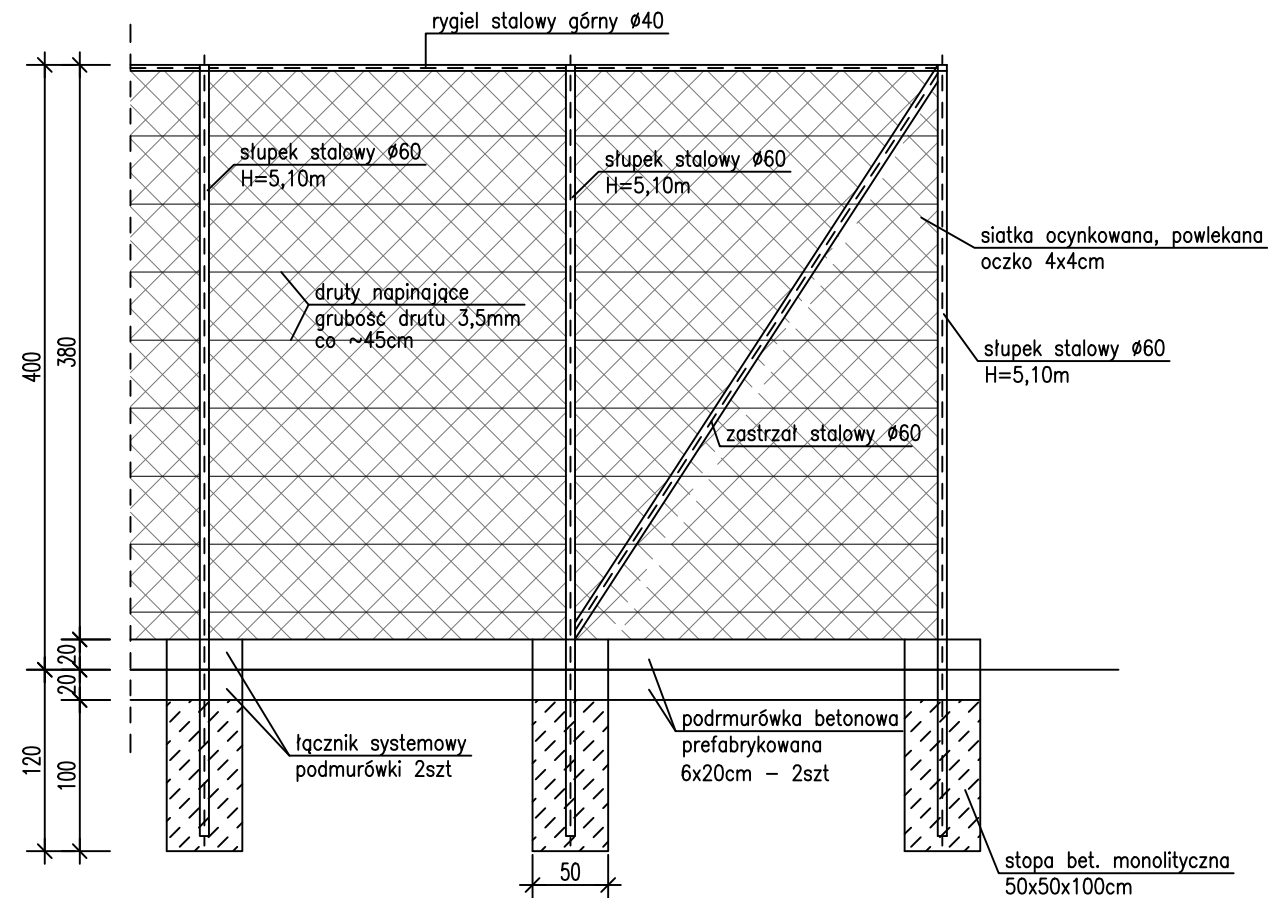 rygiel stalowy górny ø40
słupek stalowy ø60
H=5,10m
słupek stalowy ø60
H=5,10m
siatka ocynkowana, powlekana
oczko 4x4cm
druty napinające
grubość drutu 3,5mm
co ~45cm
słupek stalowy ø60
H=5,10m
zastrzał stalowy ø60
400
380
20
20
120
100
łącznik systemowy
podmurówki 2szt
podrmurówka betonowa
prefabrykowana
6x20cm – 2szt
50
stopa bet. monolityczna
50x50x100cm